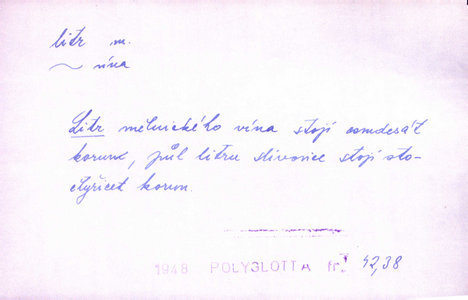 litr m.
~ vína
Litr mělnického vína stojí osmdesát
korun, půl litru slivovice stojí sto-
čtyřicet korun.
1948 POLYGLOTTA fr. 42,38